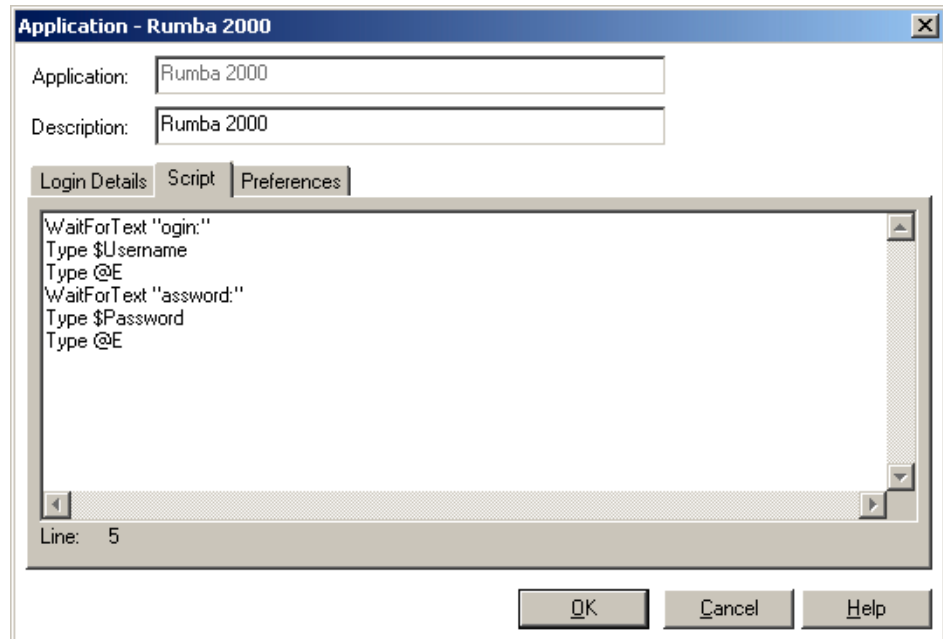 Application - Rumba 2000
Application: Rumba 2000
Description: Rumba 2000
Login Details Script Preferences
WaitForText "ogin:"
Type $Username
Type @E
WaitForText "assword:"
Type $Password
Type @E
Line: 5
OK Cancel Help